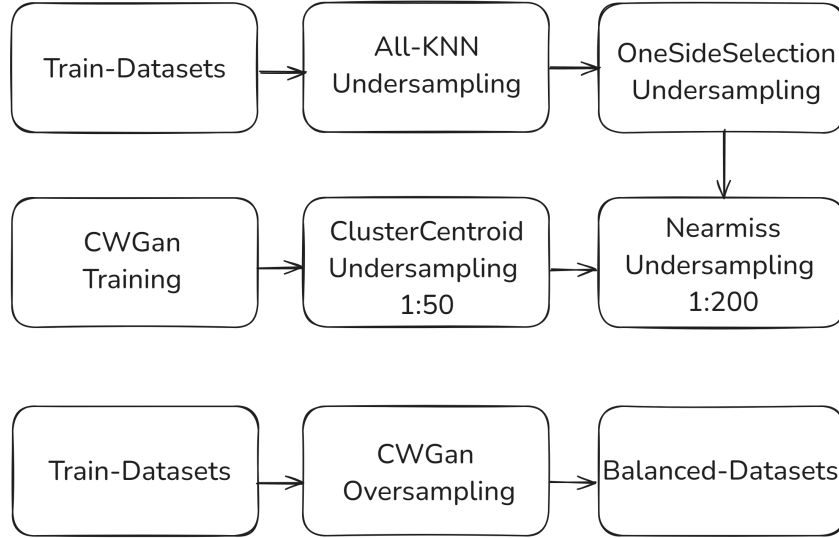 Train-Datasets
All-KNN
Undersampling
OneSideSelection
Undersampling
CWGan
Training
ClusterCentroid
Undersampling
1:50
Nearmiss
Undersampling
1:200
Train-Datasets
CWGan
Oversampling
Balanced-Datasets